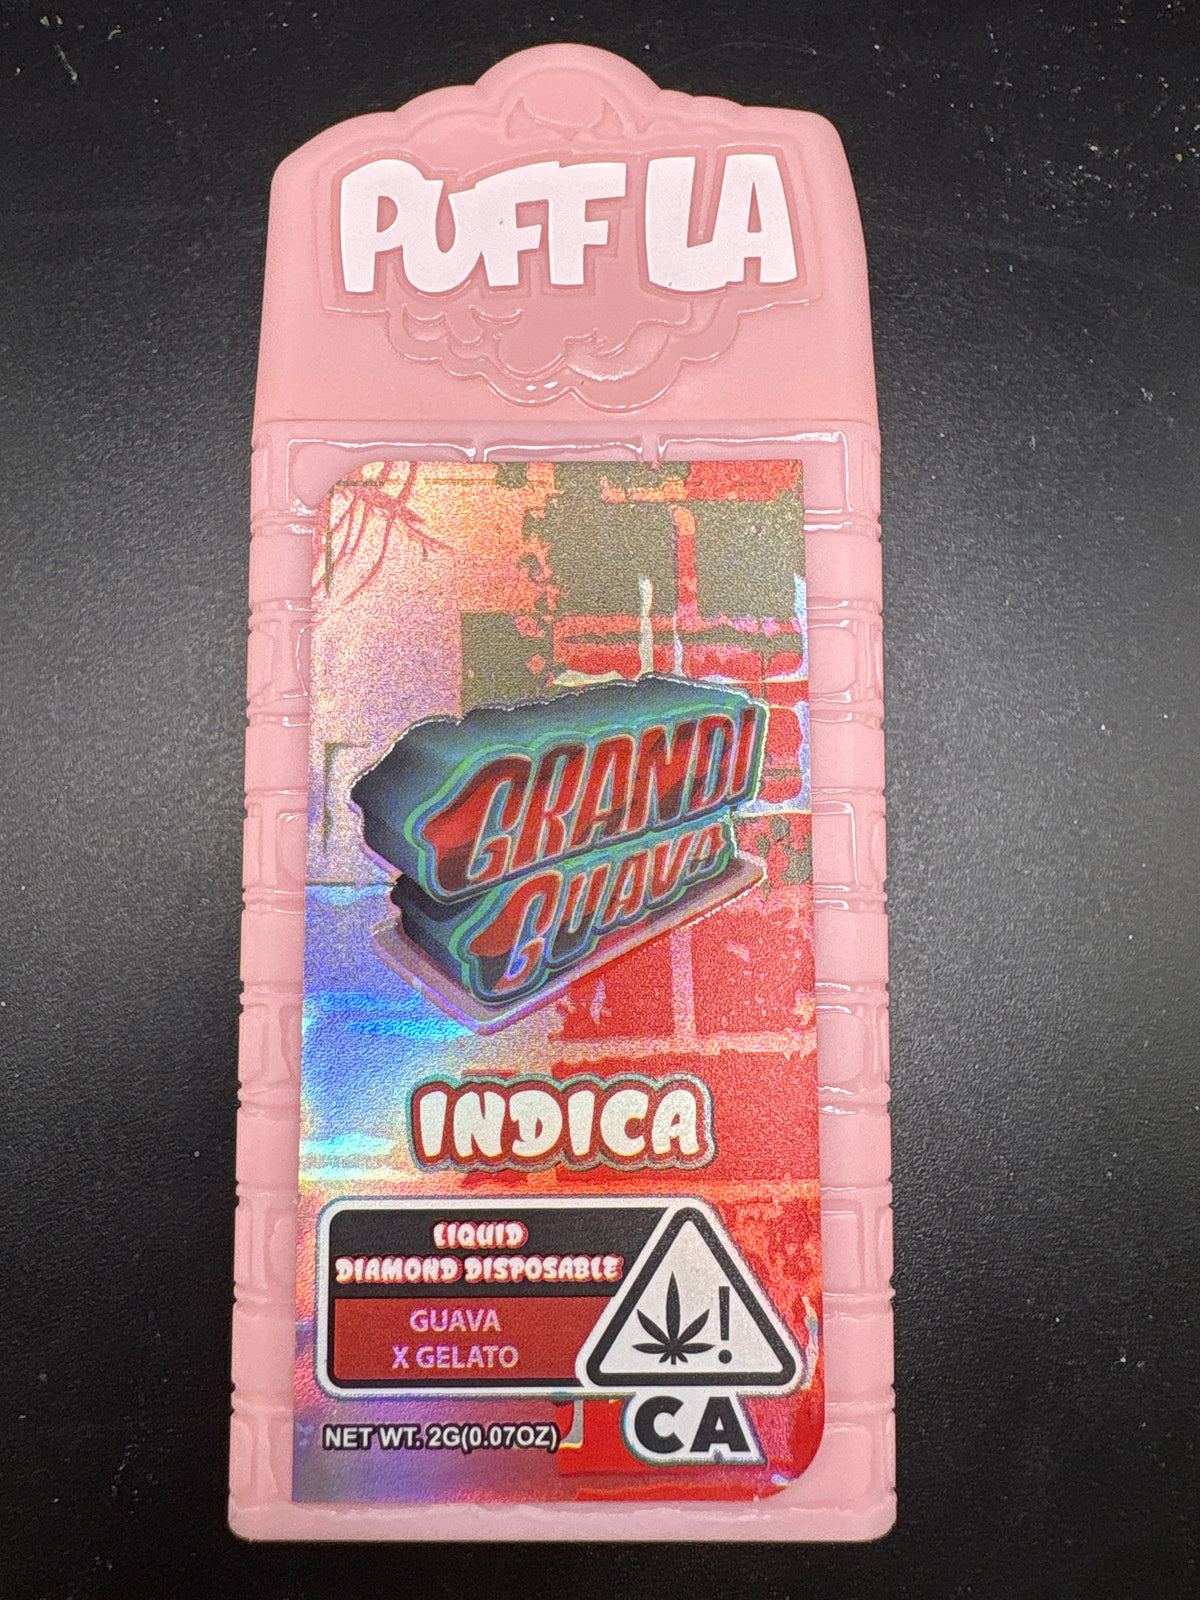 PUFF LA
GRANDI
GUAVA
INDICA
LIQUID
DIAMOND DISPOSABLE
GUAVA
X GELATO
!
CA
NET WT. 2G(0.07OZ)